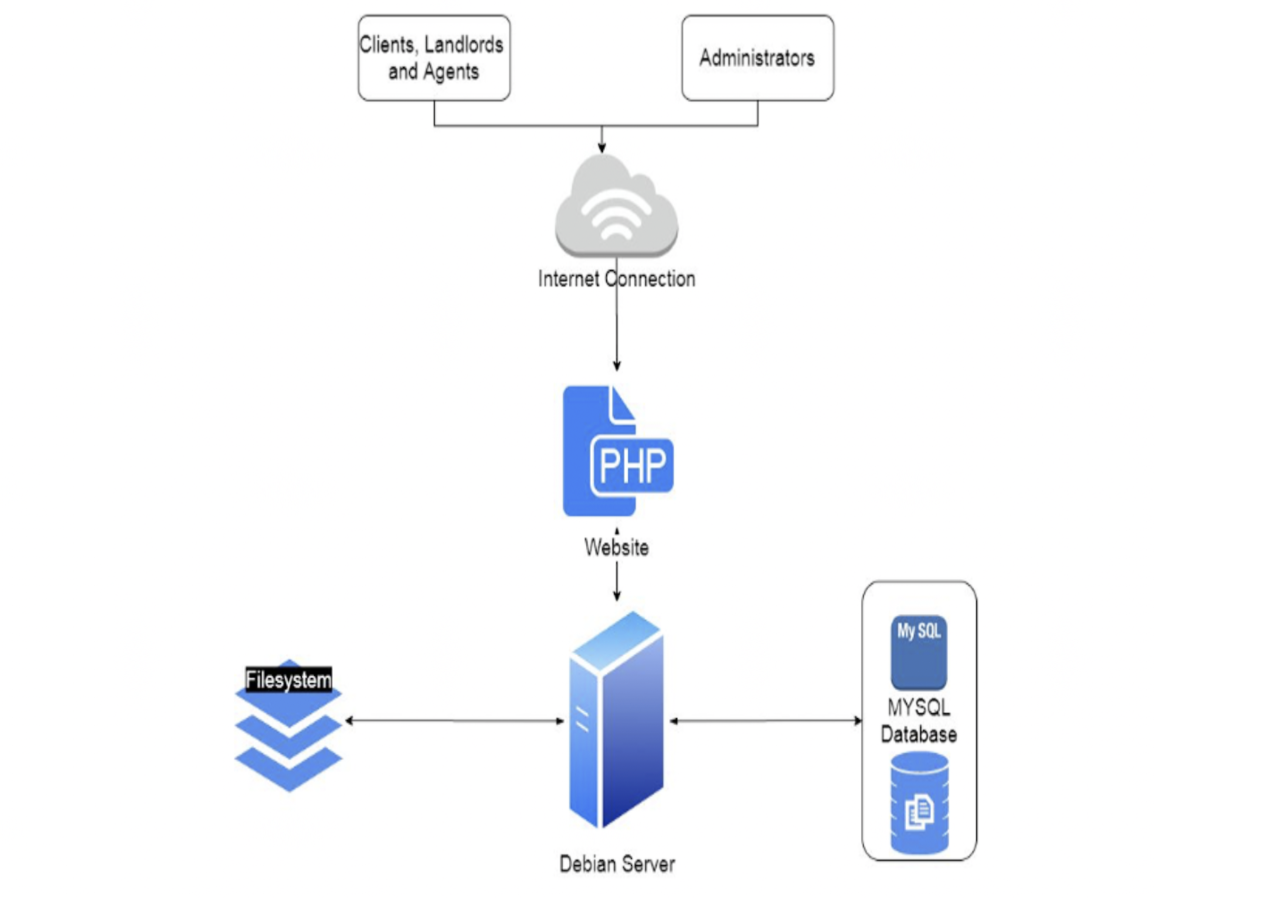 Clients, Landlords
and Agents
Administrators
Internet Connection
PHP
Website
My SQL
MYSQL
Database
Filesystem
Debian Server